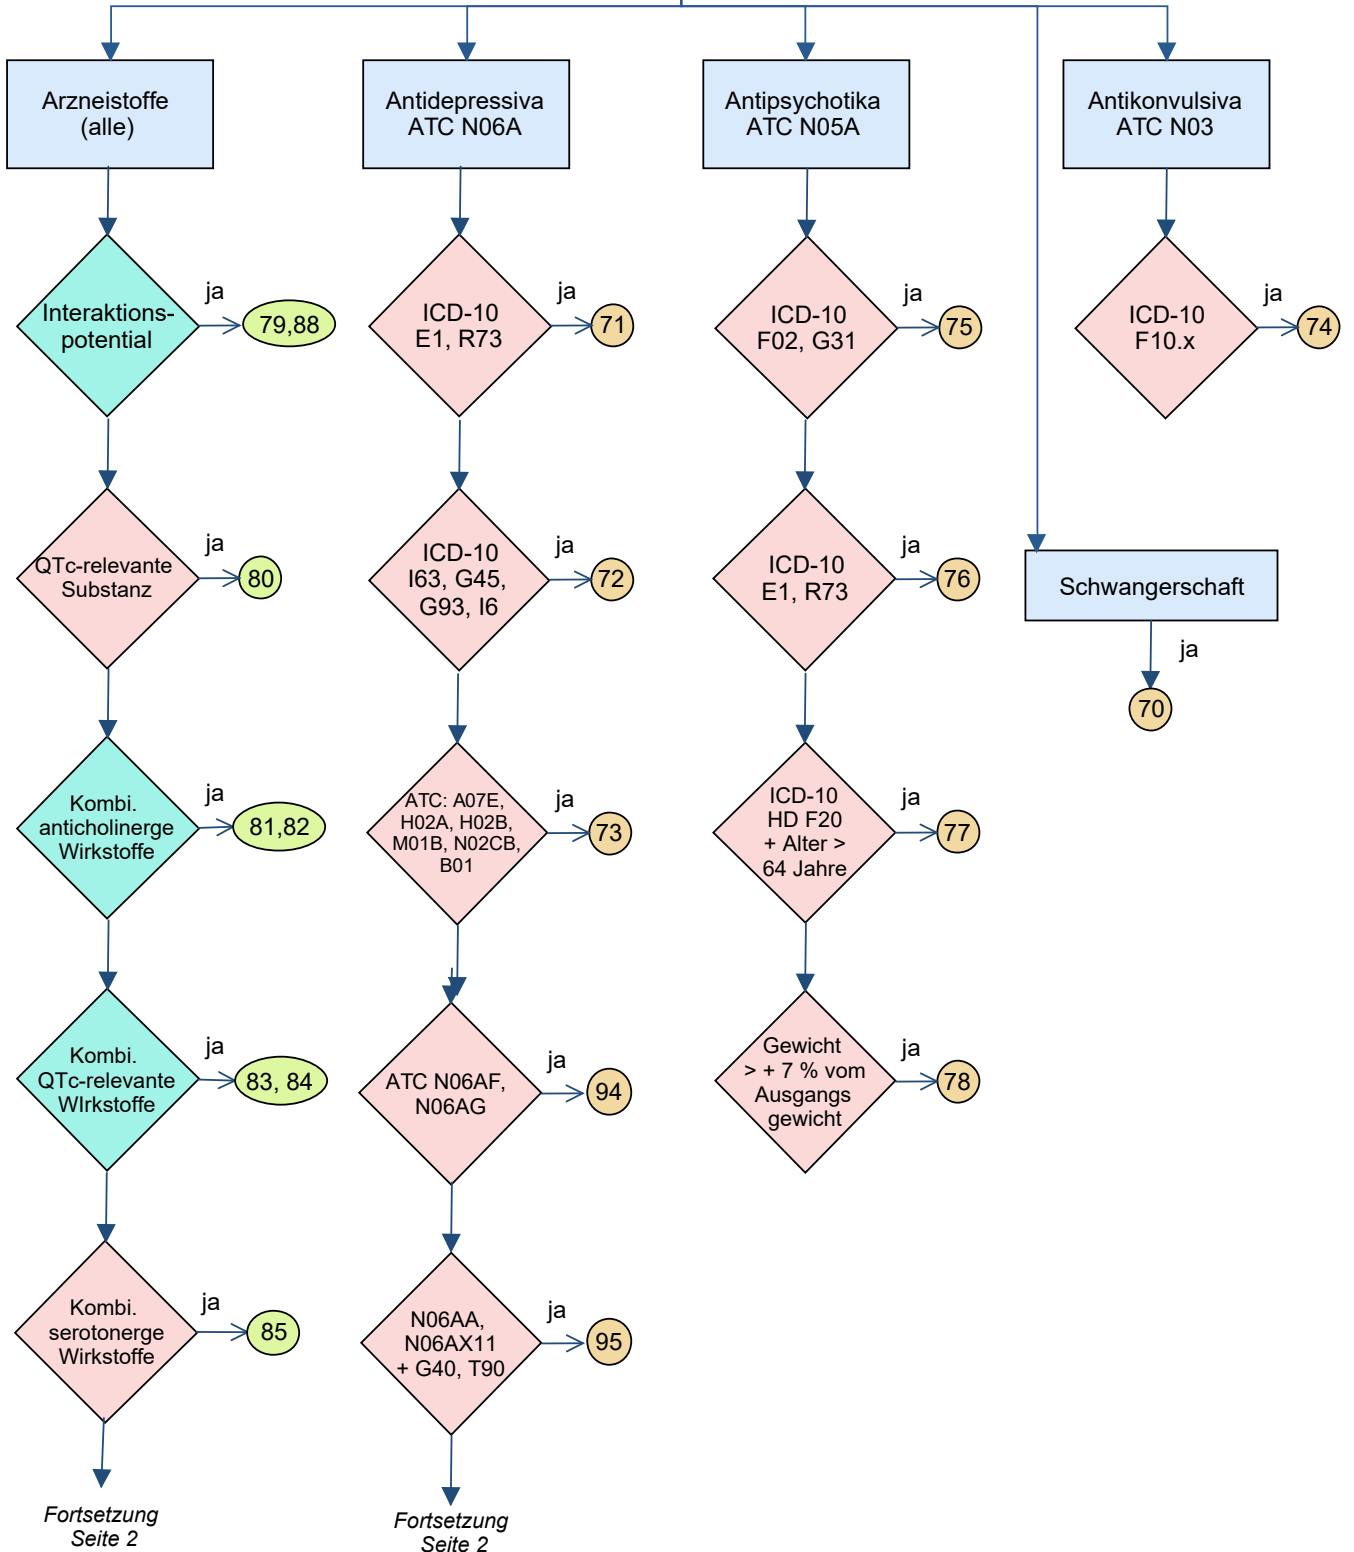 Arzneistoffe
(alle)
Interaktions-
potential
ja
79,88
QTc-relevante
Substanz
ja
80
Kombi.
anticholinerge
Wirkstoffe
ja
81,82
Kombi.
QTc-relevante
WIrkstoffe
ja
83, 84
Kombi.
serotonerge
Wirkstoffe
ja
85
Fortsetzung
Seite 2
Antidepressiva
ATC N06A
ICD-10
E1, R73
ja
71
ICD-10
I63, G45,
G93, I6
ja
72
ATC: A07E,
H02A, H02B,
M01B, N02CB,
B01
ja
73
ATC N06AF,
N06AG
ja
94
N06AA,
N06AX11
+ G40, T90
ja
95
Fortsetzung
Seite 2
Antipsychotika
ATC N05A
ICD-10
F02, G31
ja
75
ICD-10
E1, R73
ja
76
ICD-10
HD F20
+ Alter >
64 Jahre
ja
77
Gewicht
> + 7 % vom
Ausgangs
gewicht
ja
78
Antikonvulsiva
ATC N03
ICD-10
F10.x
ja
74
Schwangerschaft
ja
70